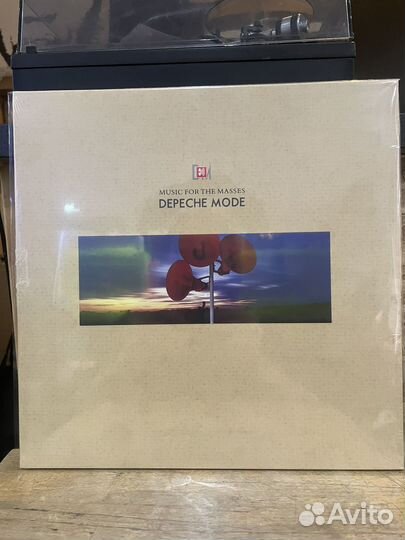 MUSIC FOR THE MASSES
DEPECHE MODE
Avito